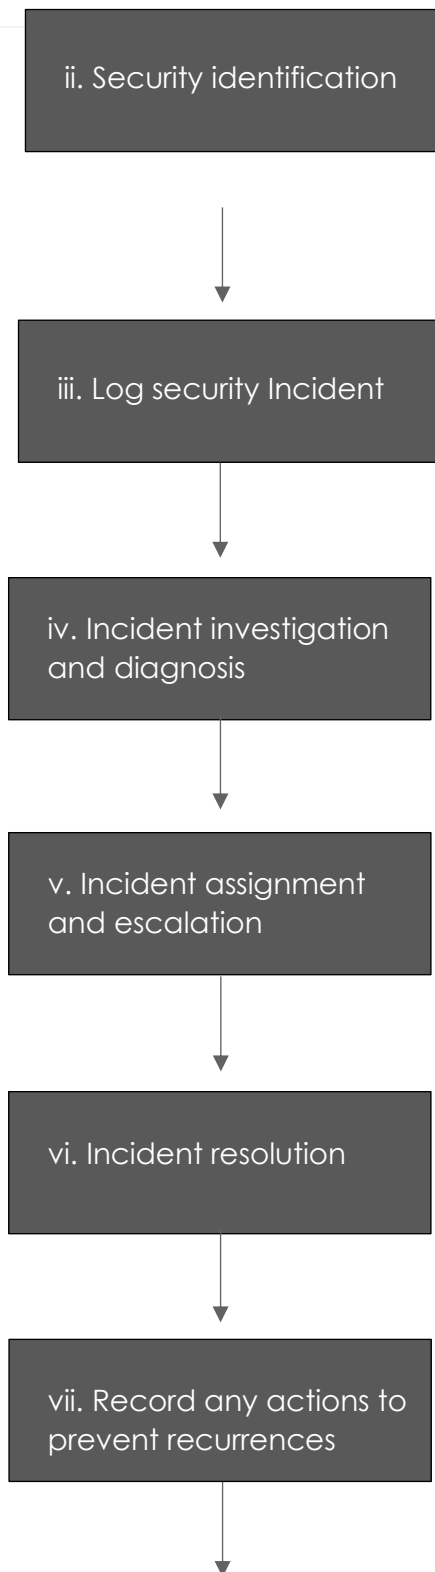 ii. Security identification
iii. Log security Incident
iv. Incident investigation
and diagnosis
v. Incident assignment
and escalation
vi. Incident resolution
vii. Record any actions to
prevent recurrences